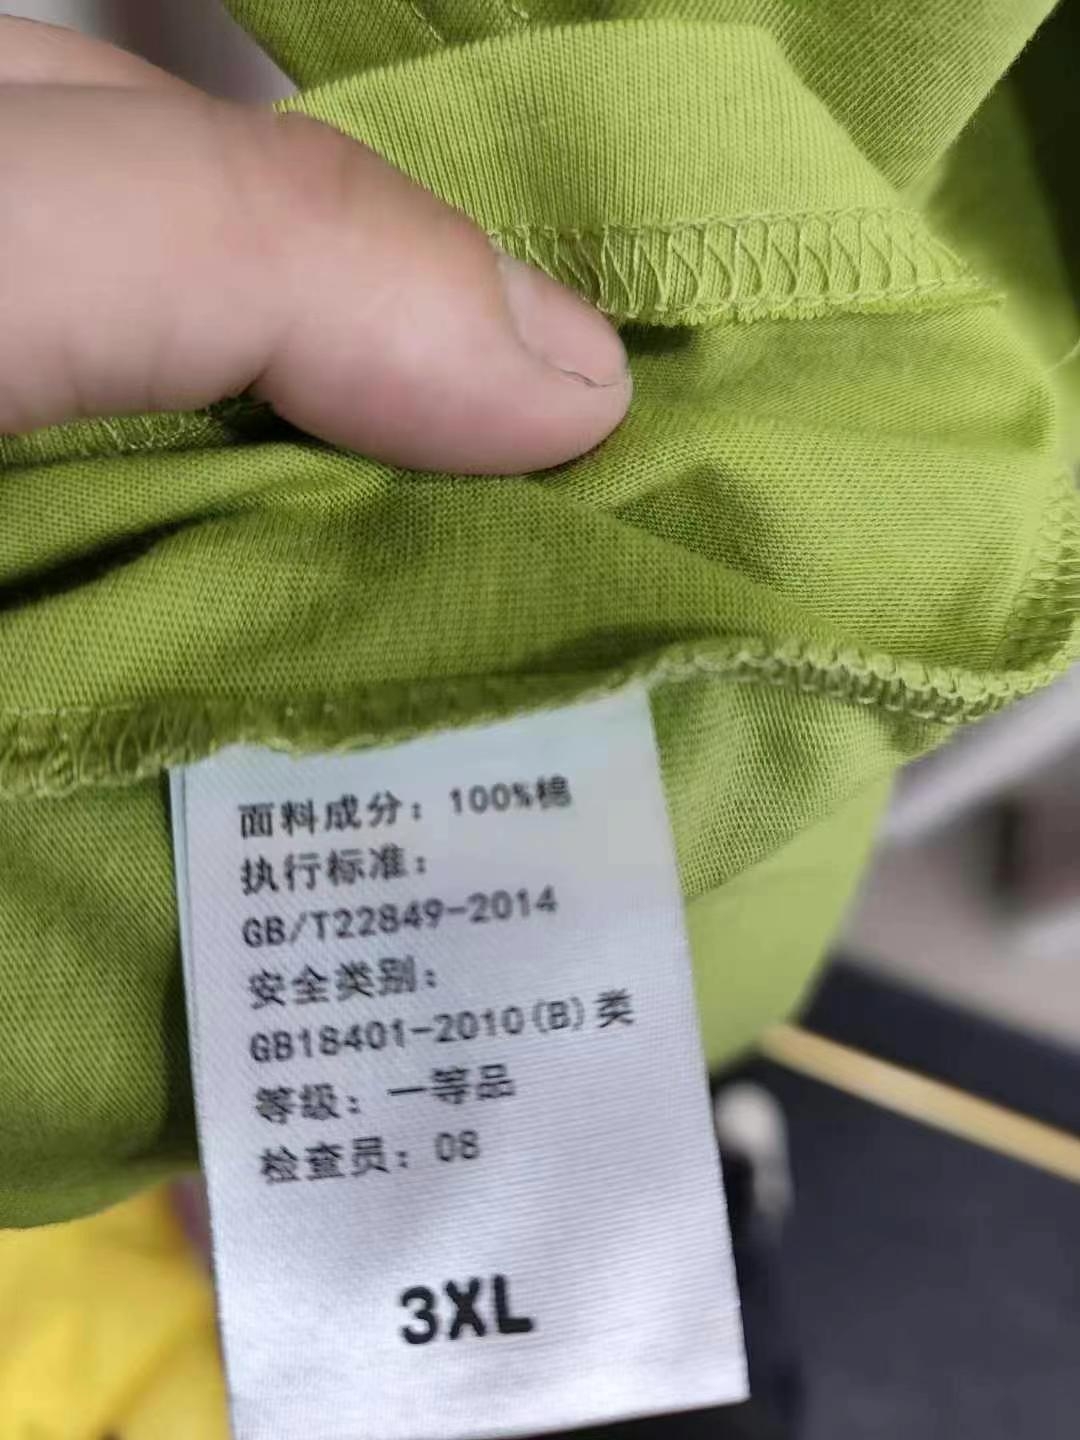 面料成分：100%棉
执行标准：
GB/T22849-2014
安全类别：
GB18401-2010(B)类
等级：一等品
检查员：08
3XL